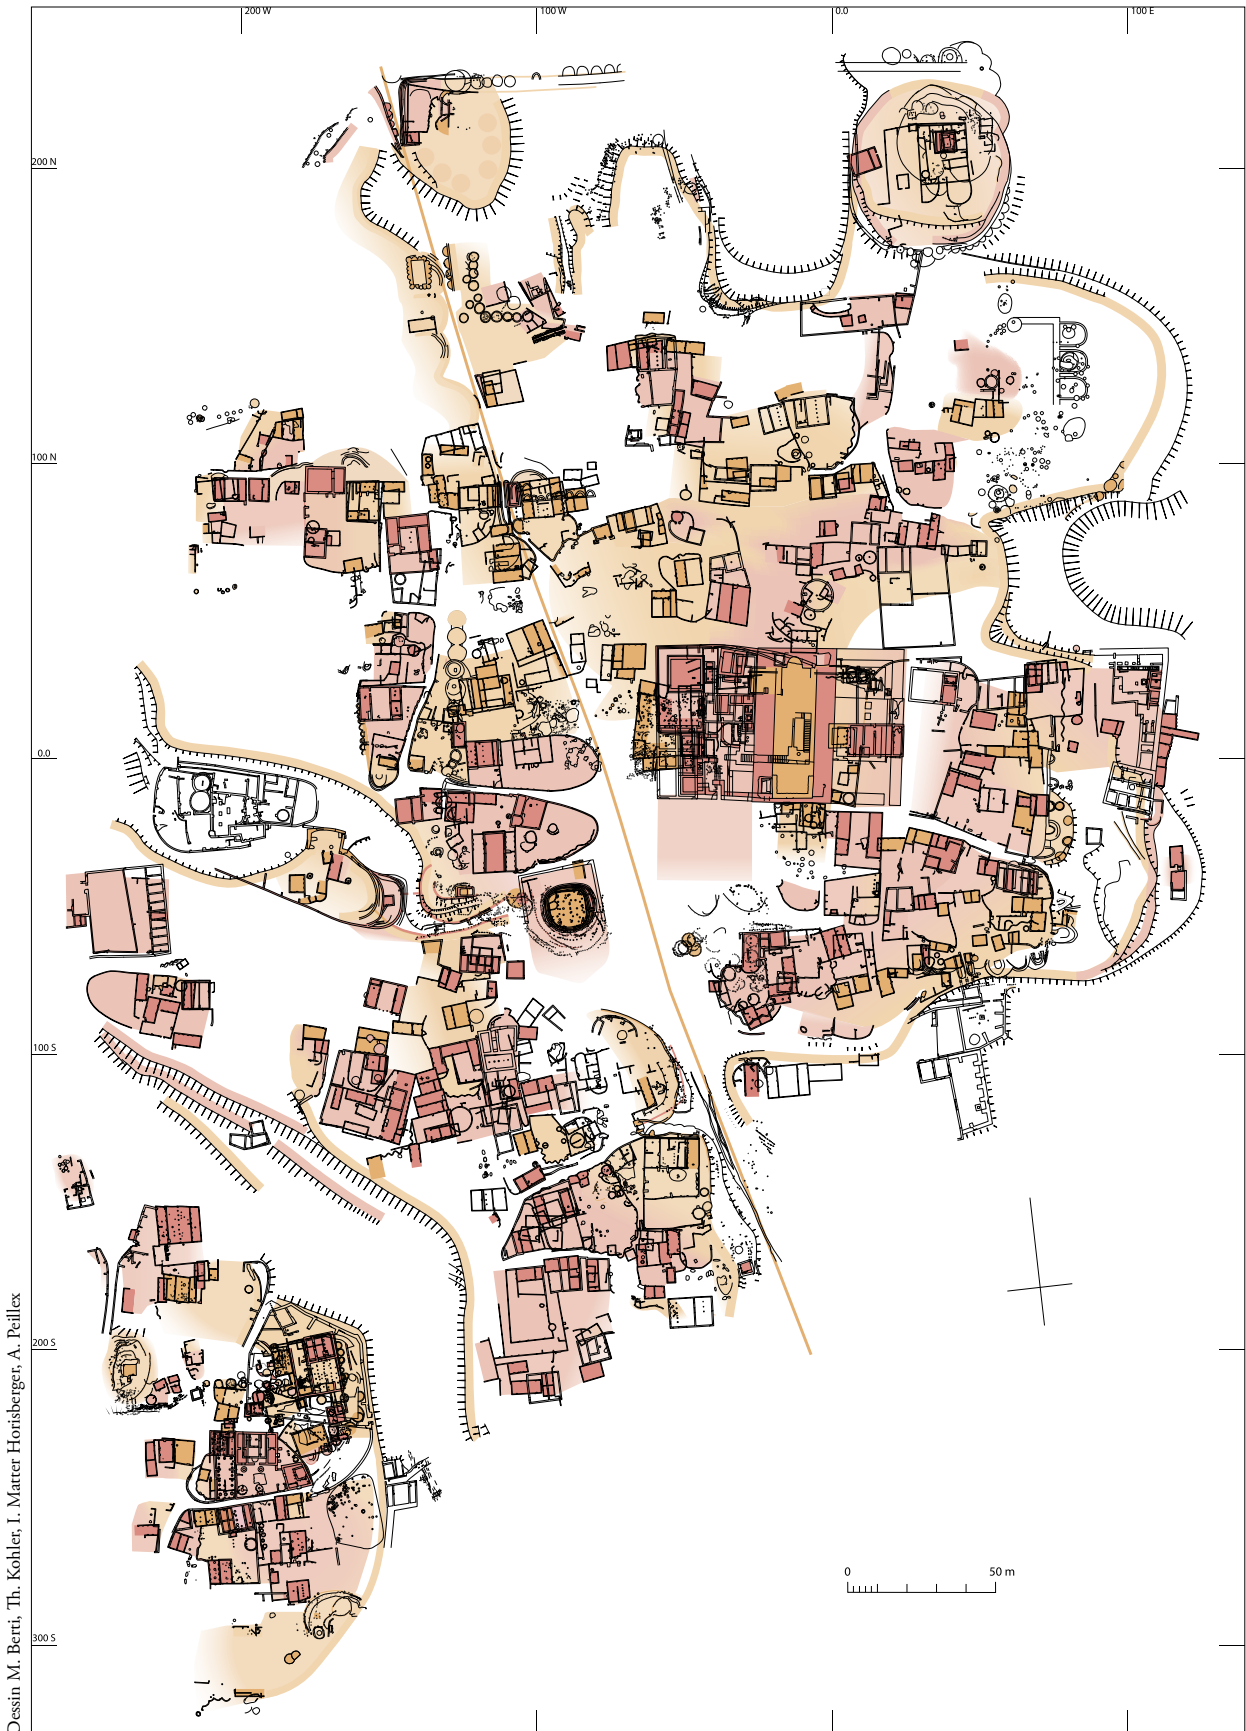 200 W
100 W
0.0
100 E
200 N
100 N
0.0
100 S
200 S
300 S
0
50 m
Dessin M. Berti, Th. Kohler, I. Matter Horisberger, A. Peillex